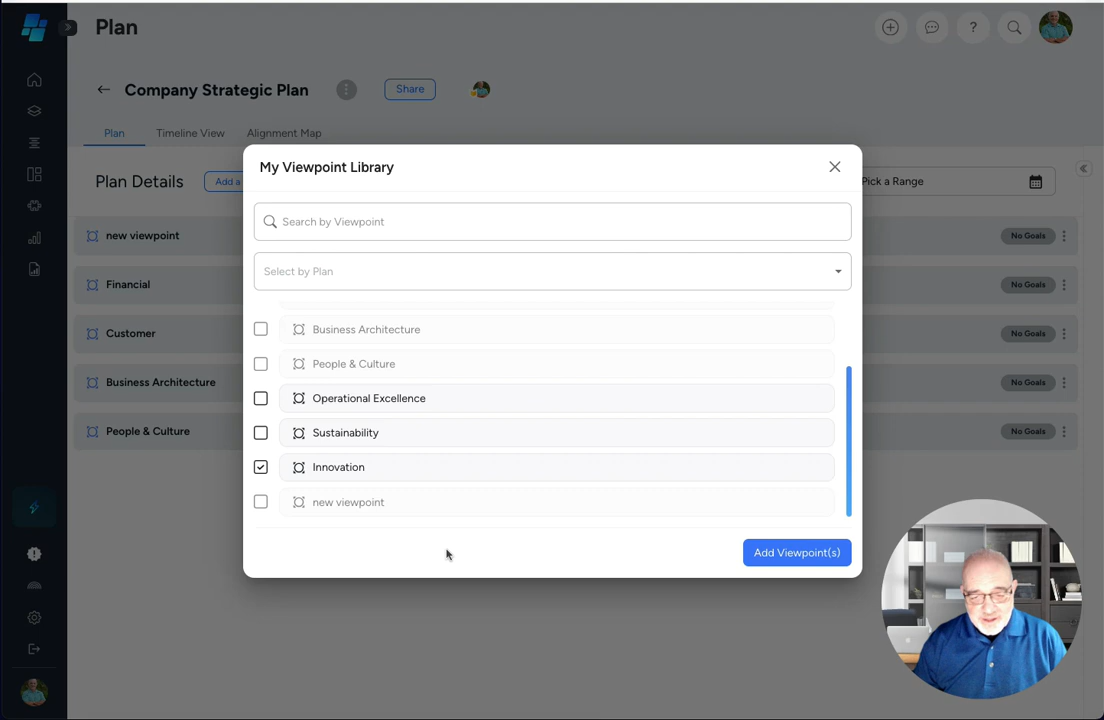 Plan
?
Company Strategic Plan
Share
Plan
Timeline View
Alignment Map
Plan Details
Add a
Pick a Range
new viewpoint
No Goals
Financial
No Goals
Customer
No Goals
Business Architecture
No Goals
People & Culture
No Goals
My Viewpoint Library
Search by Viewpoint
Select by Plan
Business Architecture
People & Culture
Operational Excellence
Sustainability
Innovation
new viewpoint
Add Viewpoint(s)